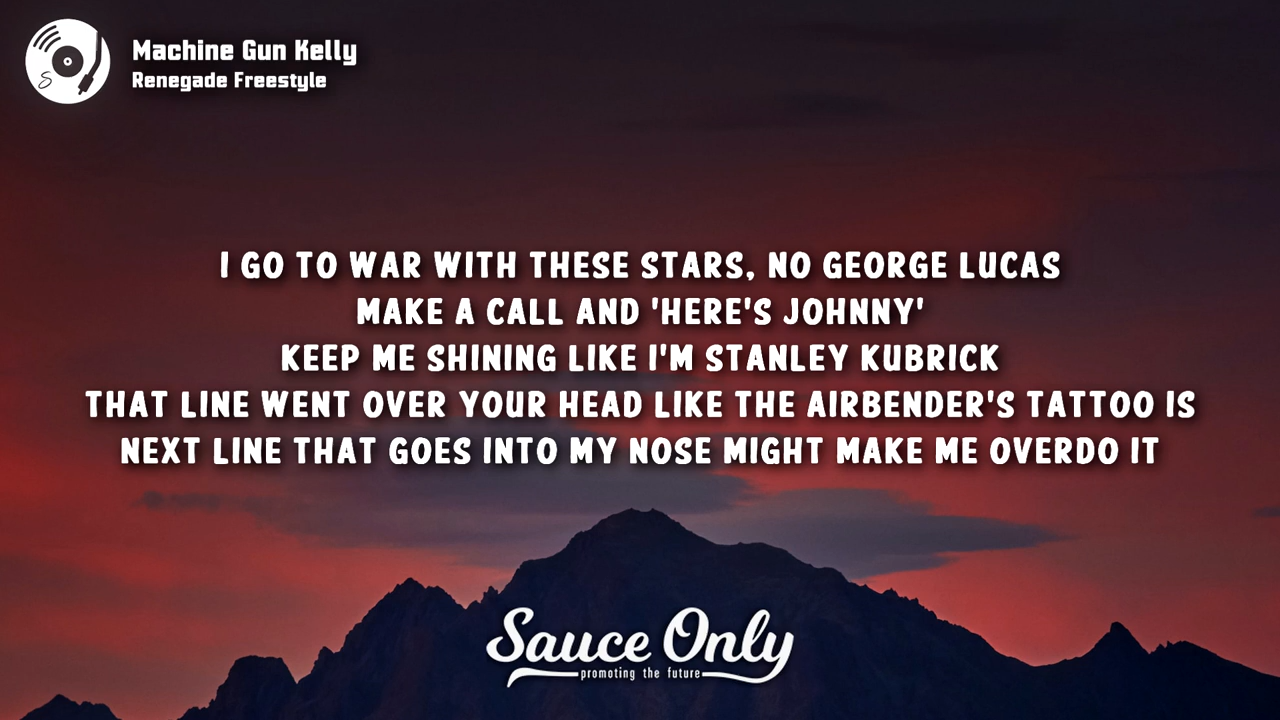 Machine Gun Kelly
Renegade Freestyle
I GO TO WAR WITH THESE STARS, NO GEORGE LUCAS
MAKE A CALL AND 'HERE'S JOHNNY'
KEEP ME SHINING LIKE I'M STANLEY KUBRICK
THAT LINE WENT OVER YOUR HEAD LIKE THE AIRBENDER'S TATTOO IS
NEXT LINE THAT GOES INTO MY NOSE MIGHT MAKE ME OVERDO IT
Sauce Only
promoting the future